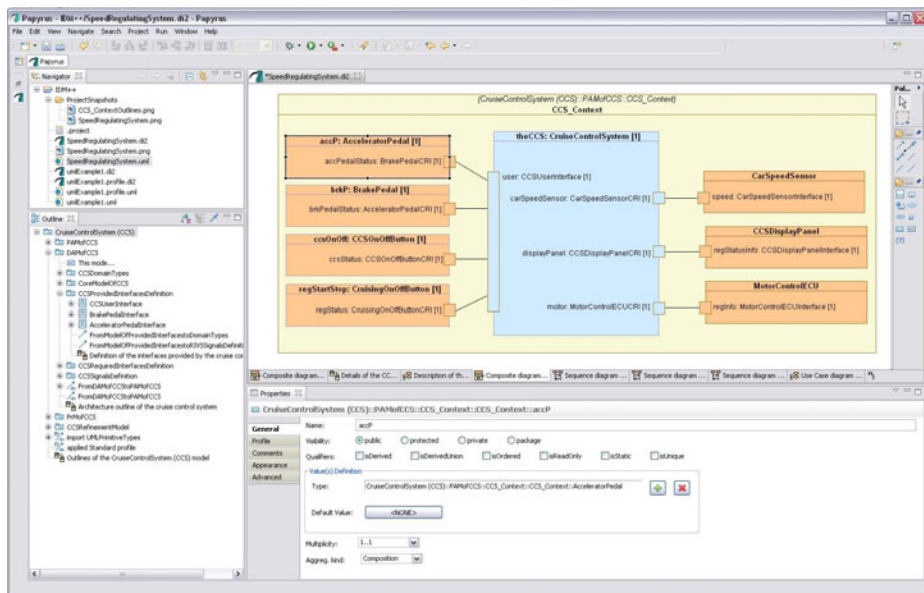 Papyrus - IDM++/SpeedRegulatingSystem.di2 - Papyrus
File Edit View Navigate Search Project Run Window Help
Papyrus
Navigator
IDM++
ProjectSnapshots
CCS_ContextOutlines.png
SpeedRegulatingSystem.png
.project
SpeedRegulatingSystem.di2
SpeedRegulatingSystem.png
SpeedRegulatingSystem.uml
umlExample1.di2
umlExample1.profile.di2
umlExample1.profile.uml
umlExample1.uml
Outline
CruiseControlSystem (CCS)
PAMofCCS
DAMofCCS
This mode....
CCSDomainTypes
CoreModelOfCCS
CCSProvidedInterfacesDefinition
CCSUserInterface
BrakePedalInterface
AcceleratorPedalInterface
FromModelOfProvidedInterfacestoDomainTypes
FromModelOfProvidedInterfacestoRIVSSignalsDefiniti
Definition of the interfaces provided by the cruise cor
CCSRequiredInterfacesDefinition
CCSSignalsDefinition
FromDAMofCCStoPAMofCCS
FromDAMofCCStoPAMofCCS
Architecture outline of the cruise control system
PrMofCCS
CCSRefinementModel
import UMLPrimitiveTypes
applied Standard profile
Outlines of the CruiseControlSystem (CCS) model
*SpeedRegulatingSystem.di2
(CruiseControlSystem (CCS)::PAMofCCS::CCS_Context)
CCS_Context
accP: AcceleratorPedal [1]
accPedalStatus: BrakePedalCRI [1]
brkP: BrakePedal [1]
brkPedalStatus: AcceleratorPedalCRI [1]
ccsOnOff: CCSOnOffButton [1]
ccsStatus: CCSOnOffButtonCRI [1]
regStartStop: CruisingOnOffButton [1]
regStatus: CruisingOnOffButtonCRI [1]
theCCS: CruiseControlSystem [1]
user: CCSUserInterface [1]
carSpeedSensor: CarSpeedSensorCRI [1]
displayPanel: CCSDisplayPanelCRI [1]
motor: MotorControlECUCRI [1]
CarSpeedSensor
speed: CarSpeedSensorInterface [1]
CCSDisplayPanel
regStatusInfo: CCSDisplayPanelInterface [1]
MotorControlECU
regInfo: MotorControlECUInterface [1]
Pal...
Composite diagram... Details of the CC... Description of th... Composite diagram... Sequence diagram ... Sequence diagram ... Sequence diagram ... Use Case diagram ...
Properties
CruiseControlSystem (CCS)::PAMofCCS::CCS_Context::CCS_Context::accP
General
Profile
Comments
Appearance
Advanced
Name: accP
Visibility: public protected private package
Qualifiers: isDerived isDerivedUnion isOrdered isReadOnly isStatic isUnique
Value(s) Definition
Type: CruiseControlSystem (CCS)::PAMofCCS::CCS_Context::CCS_Context::AcceleratorPedal
Default Value: <NONE>
Multiplicity: 1..1
Aggreg. kind: Composition